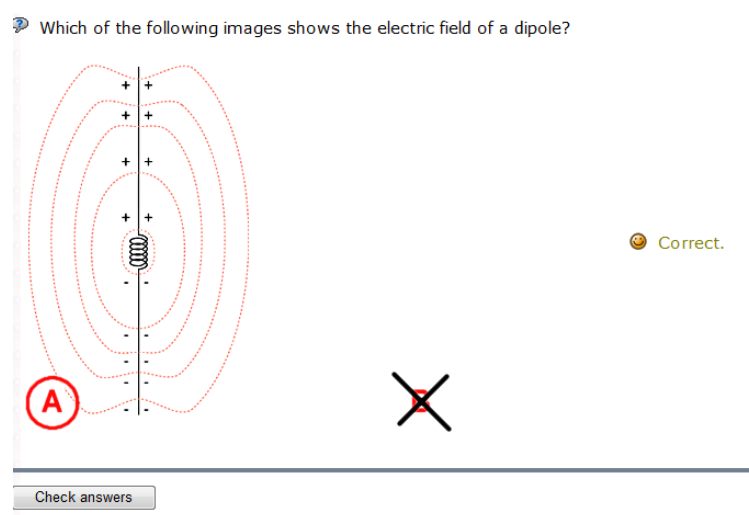 Which of the following images shows the electric field of a dipole?
+ +
+ +
+ +
+ +
- -
- -
- -
- -
- -
A
Correct.
Check answers